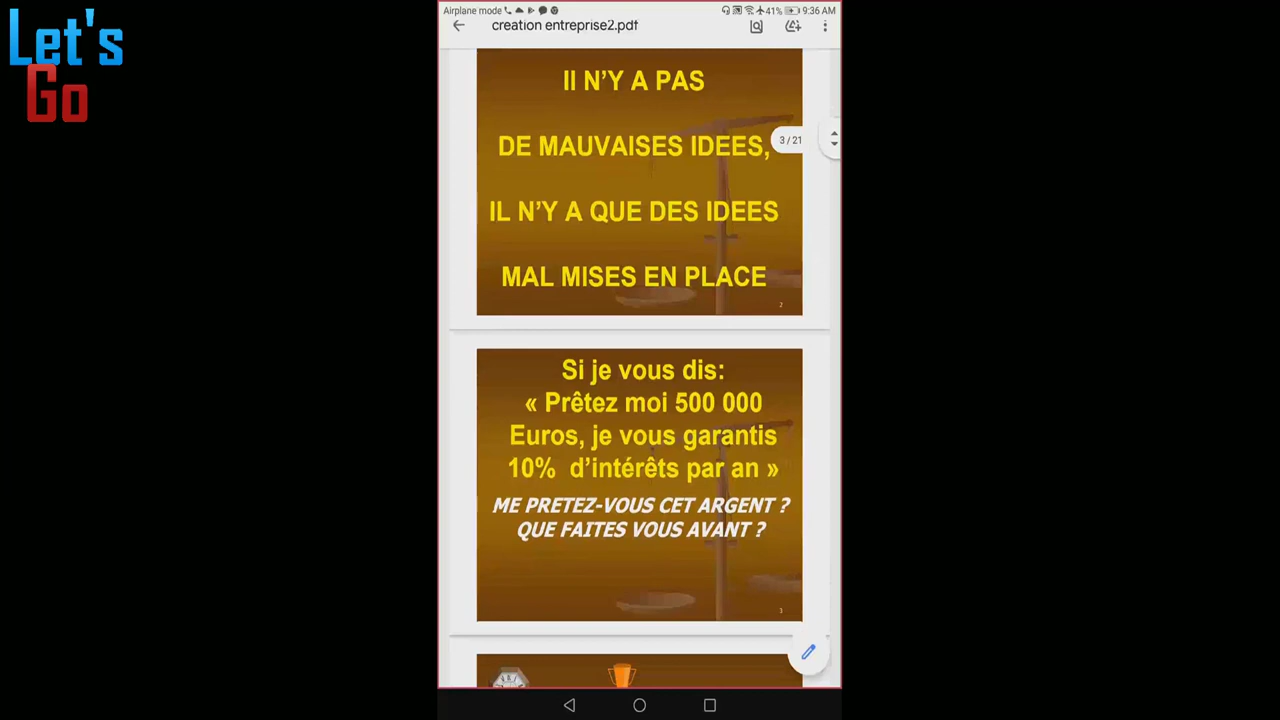 Let's
Go
Airplane mode
41% 9:36 AM
creation entreprise2.pdf
Il N'Y A PAS
DE MAUVAISES IDEES,
3 / 21
IL N'Y A QUE DES IDEES
MAL MISES EN PLACE
2
Si je vous dis:
« Prêtez moi 500 000
Euros, je vous garantis
10% d'intérêts par an »
ME PRETEZ-VOUS CET ARGENT ?
QUE FAITES VOUS AVANT ?
3